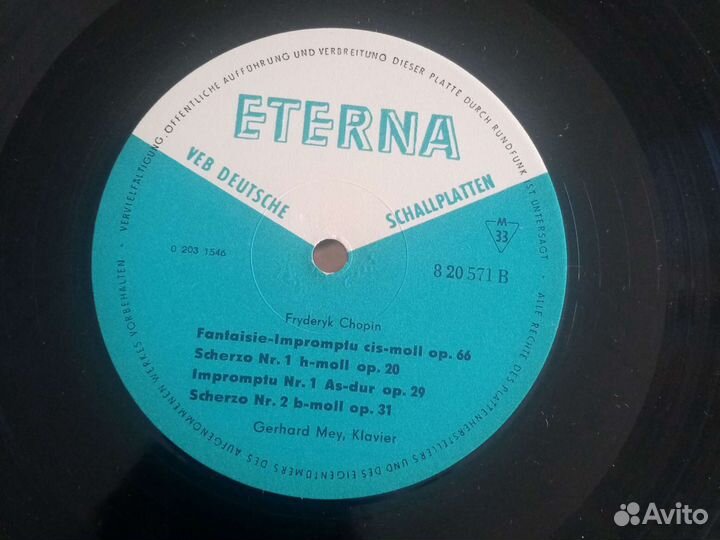 ALLE RECHTE DES PLATTENHERSTELLERS UND DES EIGENTÜMERS DES AUFGENOMMENEN WERKES VORBEHALTEN · VERVIELFÄLTIGUNG, ÖFFENTLICHE AUFFÜHRUNG UND VERBREITUNG DIESER PLATTE DURCH RUNDFUNK IST UNTERSAGT ·
ETERNA
VEB DEUTSCHE SCHALLPLATTEN
M
33
0 203 1546
8 20 571 B
Fryderyk Chopin
Fantaisie-Impromptu cis-moll op. 66
Scherzo Nr. 1 h-moll op. 20
Impromptu Nr. 1 As-dur op. 29
Scherzo Nr. 2 b-moll op. 31
Gerhard Mey, Klavier
Avito